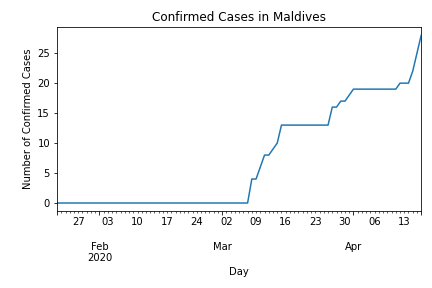 Confirmed Cases in Maldives
Number of Confirmed Cases
25
20
15
10
5
0
27 03 10 17 24 02 09 16 23 30 06 13
Feb Mar Apr
2020
Day